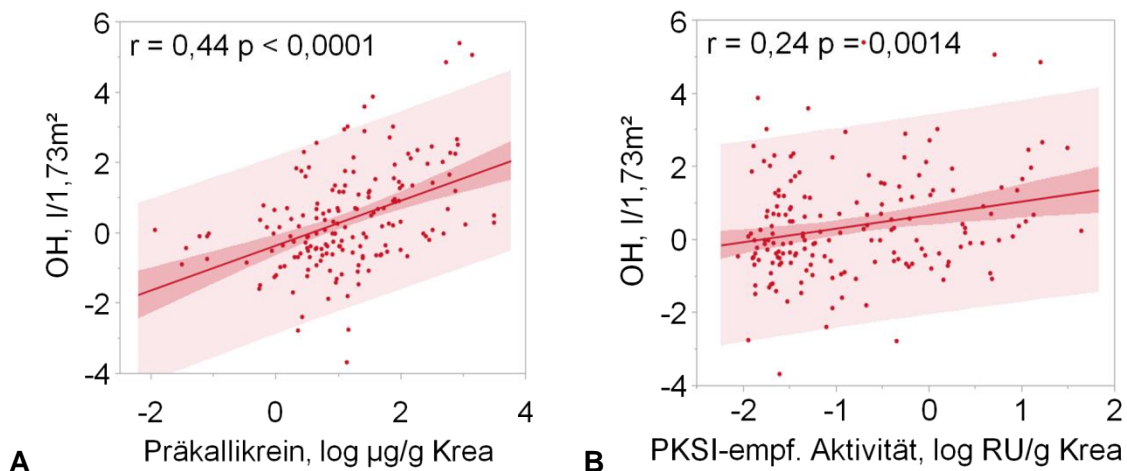 r = 0,44 p < 0,0001
6
4
2
0
-2
-4
OH, l/1,73m²
-2
0
2
4
Präkallikrein, log µg/g Krea
A
r = 0,24 p = 0,0014
6
4
2
0
-2
-4
OH, l/1,73m²
-2
-1
0
1
2
PKSI-empf. Aktivität, log RU/g Krea
B